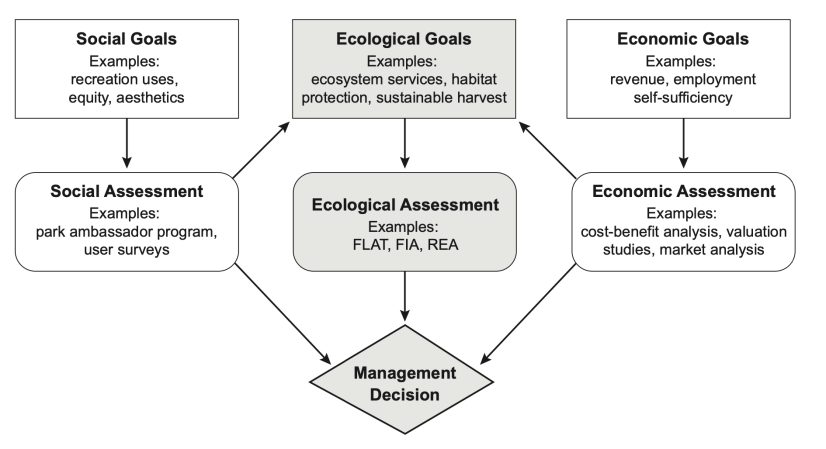 Social Goals
Examples:
recreation uses,
equity, aesthetics
Ecological Goals
Examples:
ecosystem services, habitat
protection, sustainable harvest
Economic Goals
Examples:
revenue, employment
self-sufficiency
Social Assessment
Examples:
park ambassador program,
user surveys
Ecological Assessment
Examples:
FLAT, FIA, REA
Economic Assessment
Examples:
cost-benefit analysis, valuation
studies, market analysis
Management
Decision